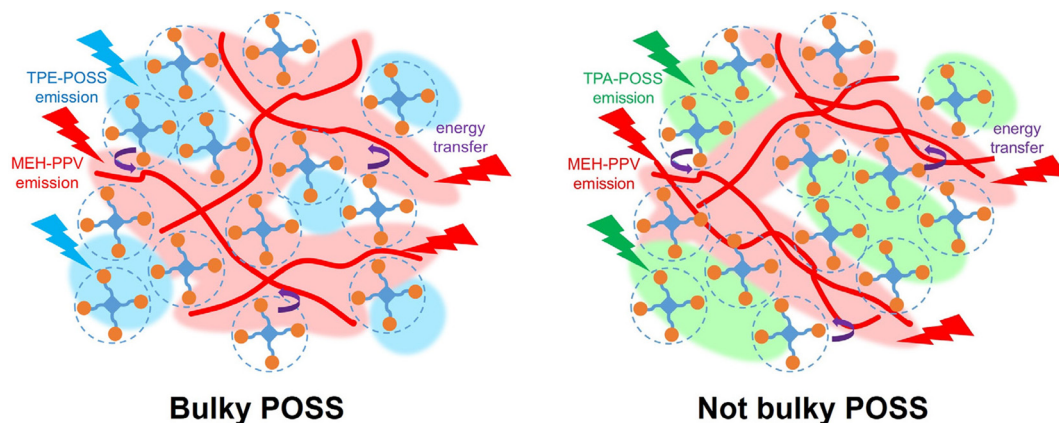 TPE-POSS
emission
MEH-PPV
emission
energy
transfer
Bulky POSS
TPA-POSS
emission
MEH-PPV
emission
energy
transfer
Not bulky POSS